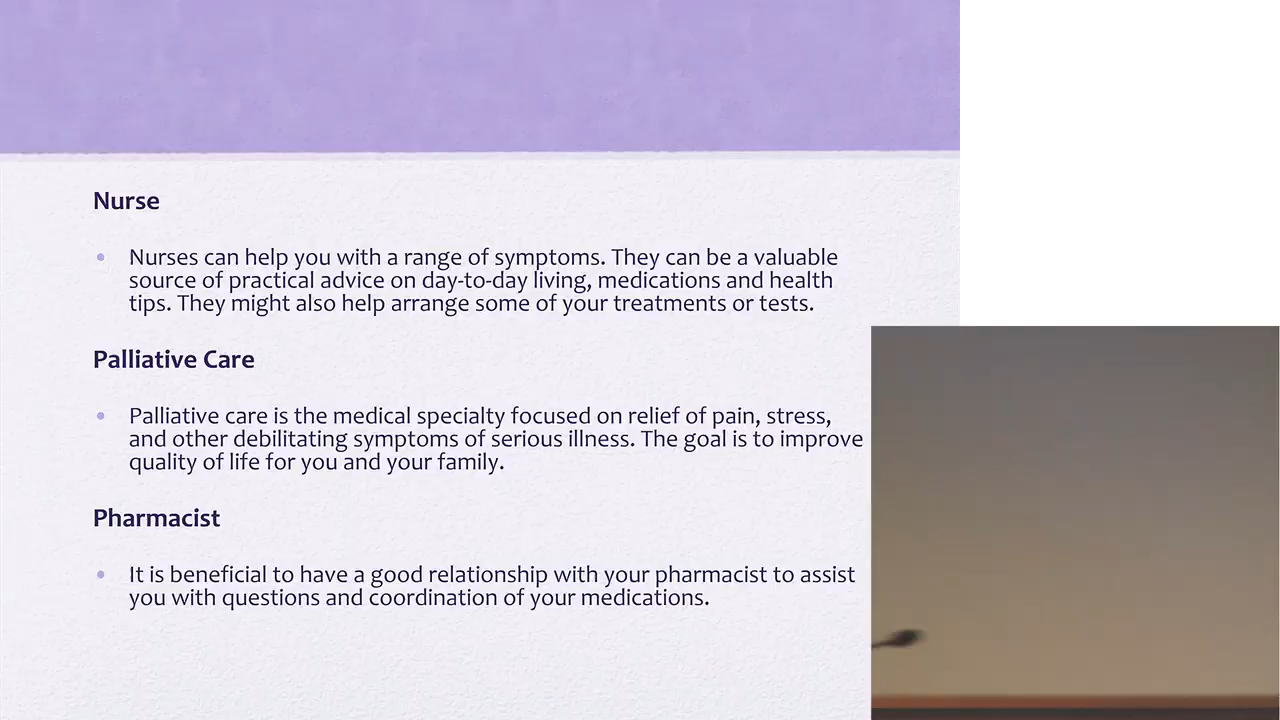 Nurse
• Nurses can help you with a range of symptoms. They can be a valuable
source of practical advice on day-to-day living, medications and health
tips. They might also help arrange some of your treatments or tests.
Palliative Care
• Palliative care is the medical specialty focused on relief of pain, stress,
and other debilitating symptoms of serious illness. The goal is to improve
quality of life for you and your family.
Pharmacist
• It is beneficial to have a good relationship with your pharmacist to assist
you with questions and coordination of your medications.